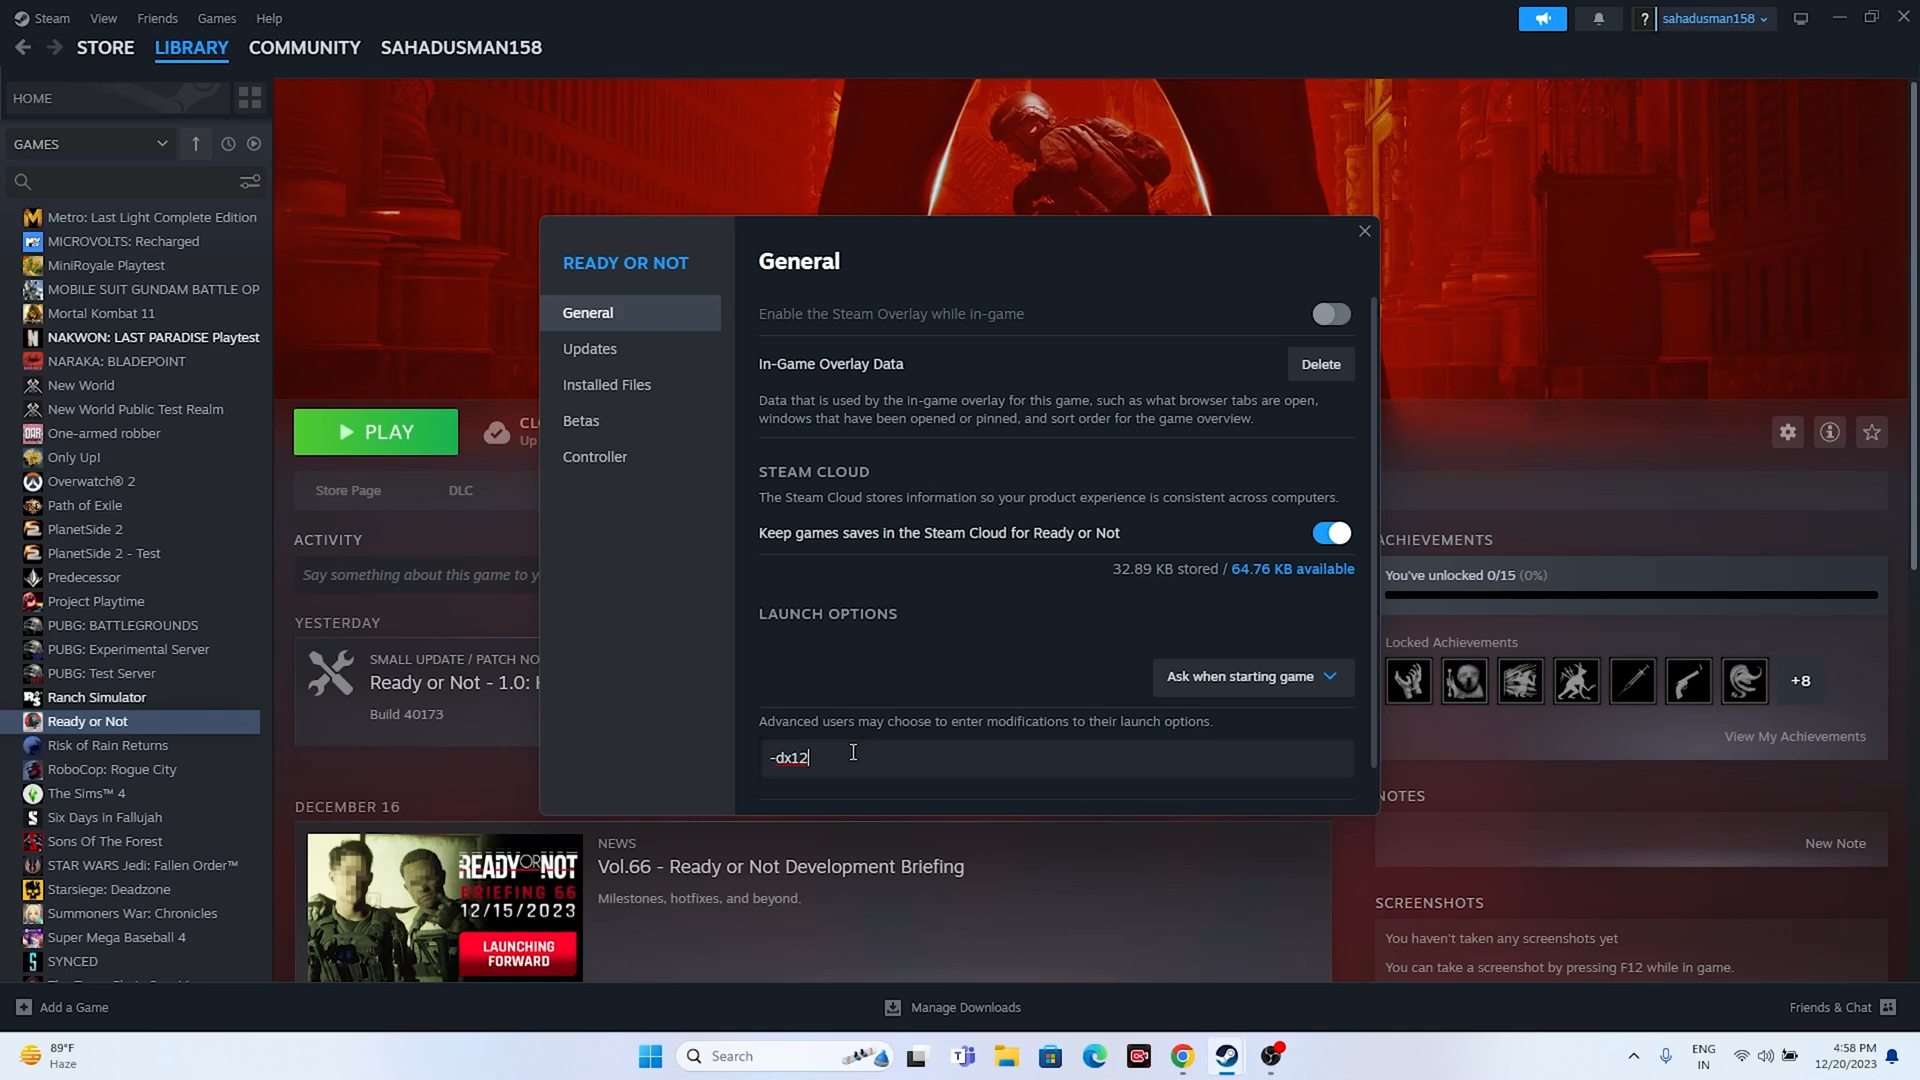 Steam View Friends Games Help
sahadusman158
STORE LIBRARY COMMUNITY SAHADUSMAN158
HOME
GAMES
Metro: Last Light Complete Edition
MICROVOLTS: Recharged
MiniRoyale Playtest
MOBILE SUIT GUNDAM BATTLE OP
Mortal Kombat 11
NAKWON: LAST PARADISE Playtest
NARAKA: BLADEPOINT
New World
New World Public Test Realm
One-armed robber
Only Up!
Overwatch® 2
Path of Exile
PlanetSide 2
PlanetSide 2 - Test
Predecessor
Project Playtime
PUBG: BATTLEGROUNDS
PUBG: Experimental Server
PUBG: Test Server
Ranch Simulator
Ready or Not
Risk of Rain Returns
RoboCop: Rogue City
The Sims™ 4
Six Days in Fallujah
Sons Of The Forest
STAR WARS Jedi: Fallen Order™
Starsiege: Deadzone
Summoners War: Chronicles
Super Mega Baseball 4
SYNCED
PLAY
CL
Up
Store Page DLC
ACTIVITY
Say something about this game to y
YESTERDAY
SMALL UPDATE / PATCH NO
Ready or Not - 1.0: H
Build 40173
DECEMBER 16
READY OR NOT
BRIEFING 66
12/15/2023
LAUNCHING
FORWARD
NEWS
Vol.66 - Ready or Not Development Briefing
Milestones, hotfixes, and beyond.
READY OR NOT
General
Updates
Installed Files
Betas
Controller
General
Enable the Steam Overlay while in-game
In-Game Overlay Data
Delete
Data that is used by the in-game overlay for this game, such as what browser tabs are open,
windows that have been opened or pinned, and sort order for the game overview.
STEAM CLOUD
The Steam Cloud stores information so your product experience is consistent across computers.
Keep games saves in the Steam Cloud for Ready or Not
32.89 KB stored / 64.76 KB available
LAUNCH OPTIONS
Ask when starting game
Advanced users may choose to enter modifications to their launch options.
-dx12
ACHIEVEMENTS
You've unlocked 0/15 (0%)
Locked Achievements
+8
View My Achievements
NOTES
New Note
SCREENSHOTS
You haven't taken any screenshots yet
You can take a screenshot by pressing F12 while in game.
Add a Game
Manage Downloads
Friends & Chat
89°F
Haze
Search
ENG
IN
4:58 PM
12/20/2023